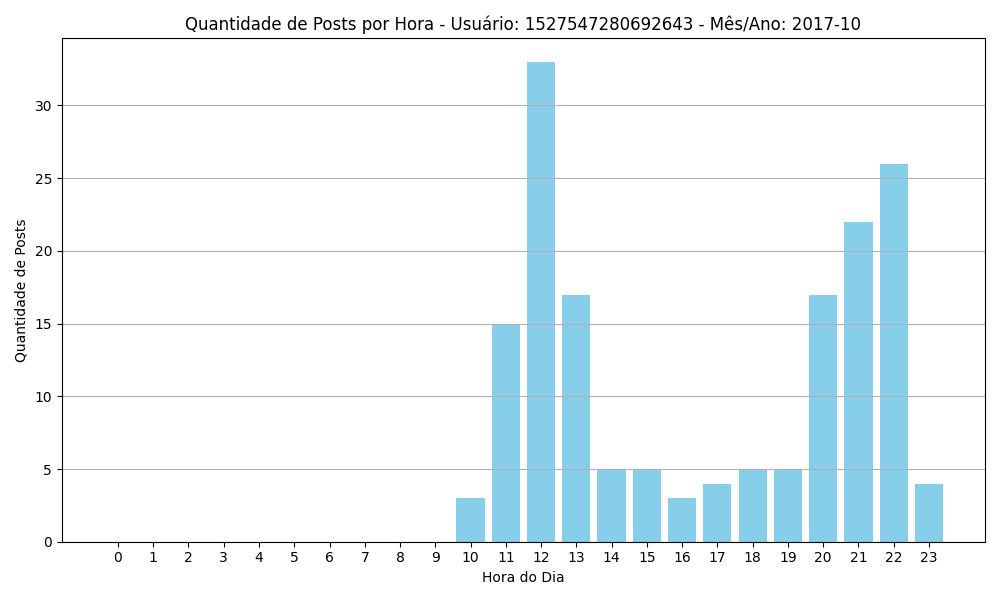 Quantidade de Posts por Hora - Usuário: 1527547280692643 - Mês/Ano: 2017-10
Quantidade de Posts
30
25
20
15
10
5
0
0 1 2 3 4 5 6 7 8 9 10 11 12 13 14 15 16 17 18 19 20 21 22 23
Hora do Dia